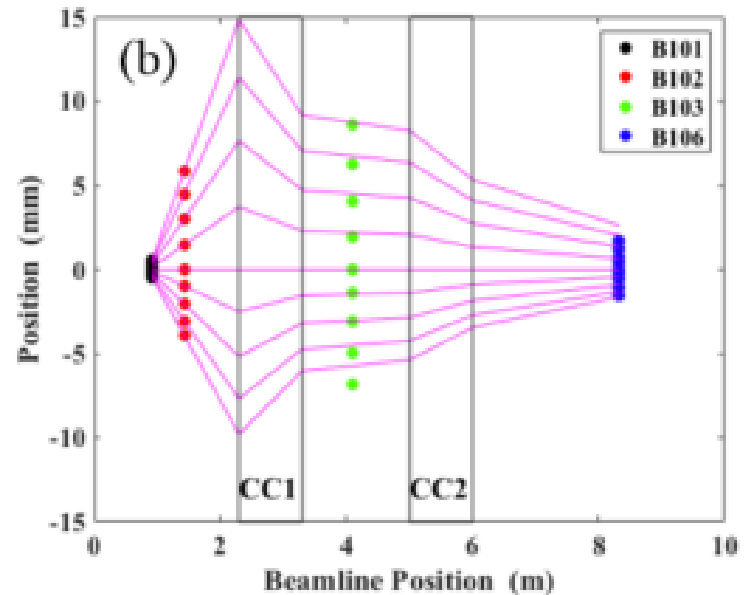 15
(b)
B101
B102
B103
B106
10
5
0
-5
-10
-15
Position (mm)
CC1
CC2
0
2
4
6
8
10
Beamline Position (m)